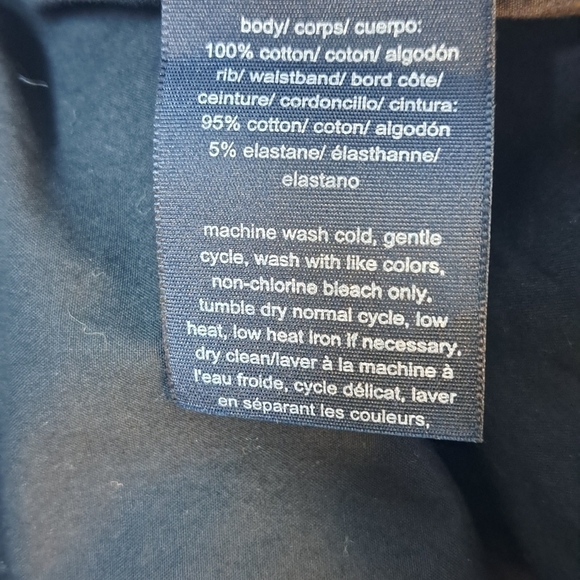 body/ corps/ cuerpo:
100% cotton/ coton/ algodón
rib/ waistband/ bord côte/
ceinture/ cordoncillo/ cintura:
95% cotton/ coton/ algodón
5% elastane/ élasthanne/
elastano
machine wash cold, gentle
cycle, wash with like colors,
non-chlorine bleach only,
tumble dry normal cycle, low
heat, low heat iron if necessary,
dry clean/laver à la machine à
l'eau froide, cycle délicat, laver
en séparant les couleurs,